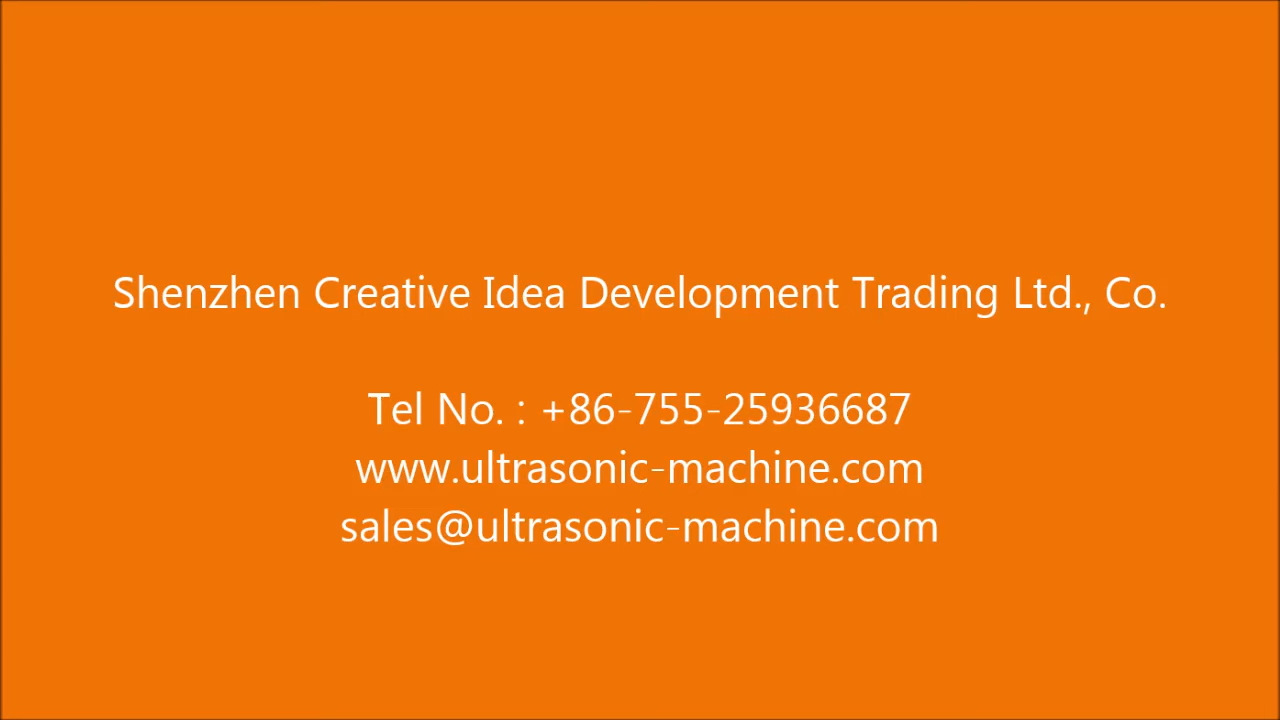 Shenzhen Creative Idea Development Trading Ltd., Co.
Tel No. : +86-755-25936687
www.ultrasonic-machine.com
sales@ultrasonic-machine.com